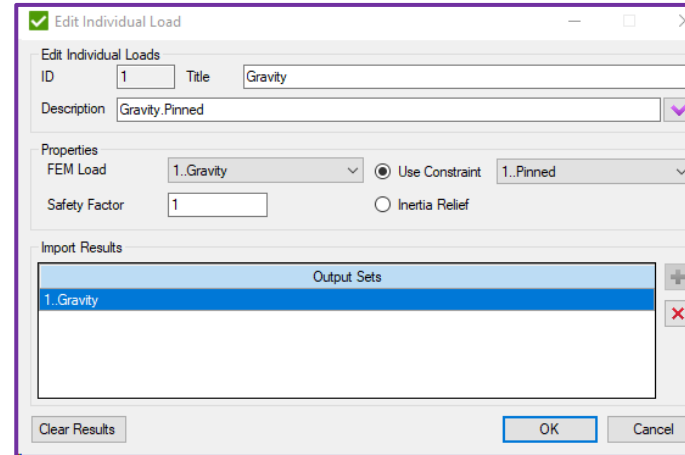 Edit Individual Load
Edit Individual Loads
ID 1 Title Gravity
Description Gravity.Pinned
Properties
FEM Load 1..Gravity Use Constraint 1..Pinned
Safety Factor 1 Inertia Relief
Import Results
Output Sets
1..Gravity
Clear Results OK Cancel